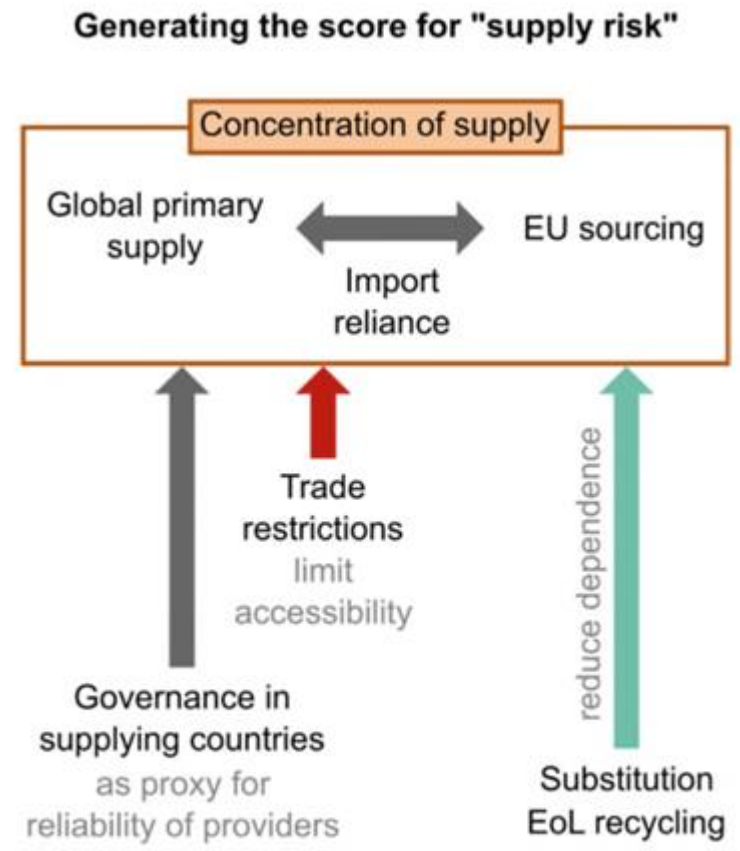 Generating the score for "supply risk"
Concentration of supply
Global primary
supply
EU sourcing
Import
reliance
Trade
restrictions
limit
accessibility
reduce dependence
Governance in
supplying countries
as proxy for
reliability of providers
Substitution
EoL recycling